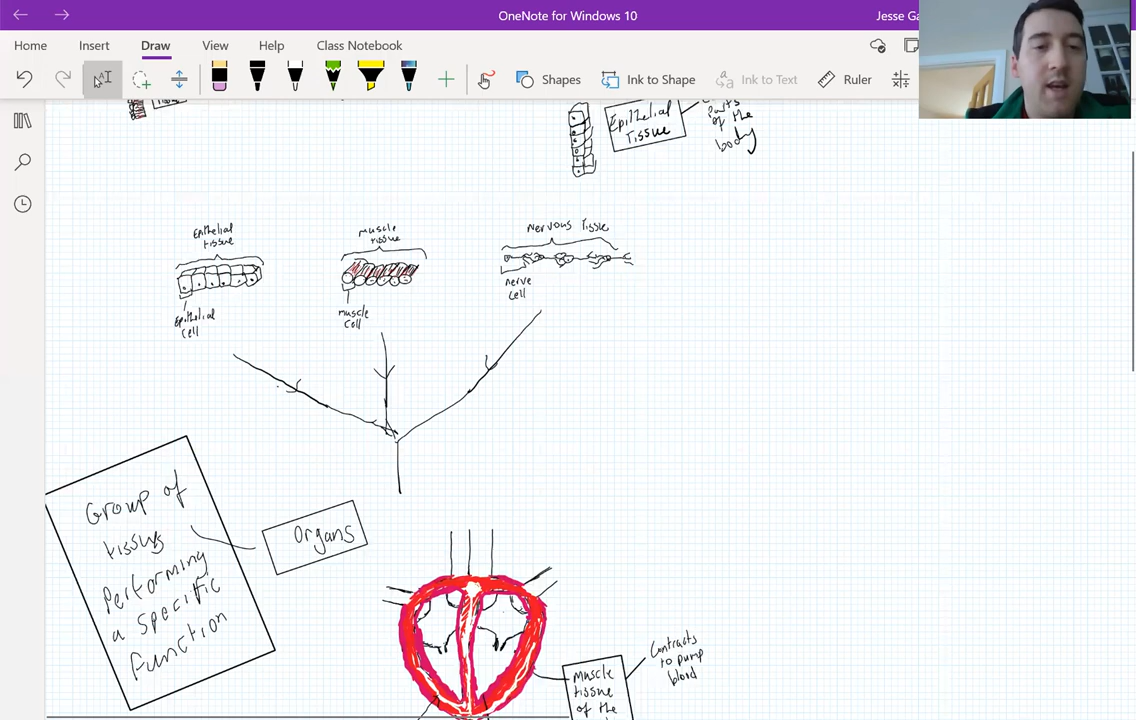 OneNote for Windows 10
Jesse Ga
Home Insert Draw View Help Class Notebook
Shapes Ink to Shape Ink to Text Ruler
Epithelial
Tissue
Parts
of the
body
Epithelial
tissue
muscle
tissue
Nervous Tissue
Epithelial
cell
muscle
cell
nerve
cell
Group of
tissues
Performing
a Specific
function
Organs
muscle
tissue
of the
Contracts
to pump
blood